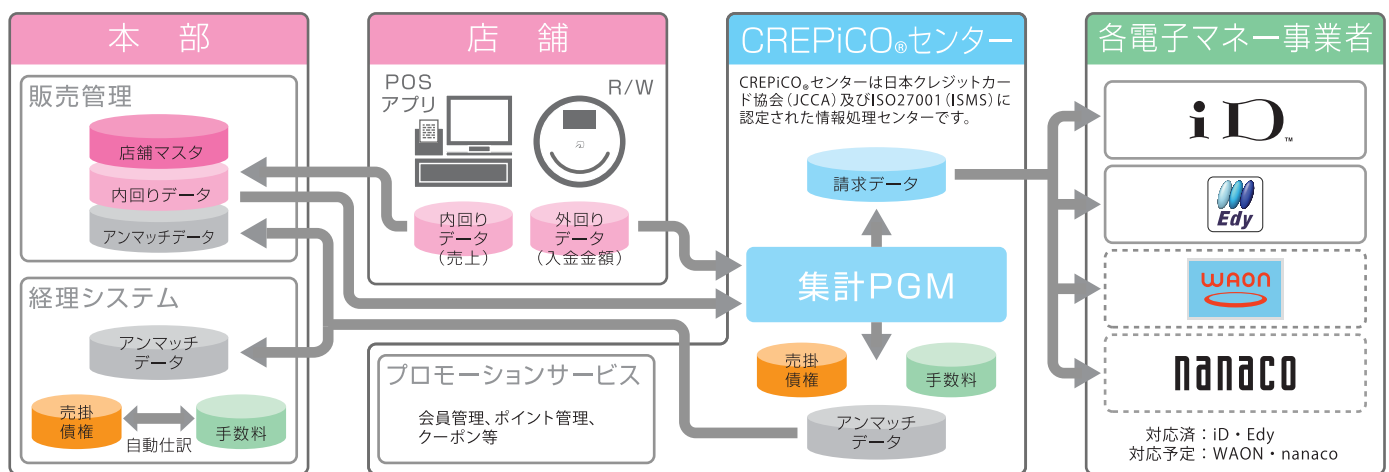 本 部
販売管理
店舗マスタ
内回りデータ
アンマッチデータ
経理システム
アンマッチ
データ
売掛
債権
自動仕訳
手数料
店 舗
POS
アプリ
R/W
内回り
データ
(売上)
外回り
データ
(入金金額)
プロモーションサービス
会員管理、ポイント管理、
クーポン等
CREPiCO®センター
CREPiCO®センターは日本クレジットカー
ド協会(JCCA)及びISO27001(ISMS)に
認定された情報処理センターです。
請求データ
集計PGM
売掛
債権
手数料
アンマッチ
データ
各電子マネー事業者
iD™
Edy
WAON
nanaco
対応済:iD・Edy
対応予定:WAON・nanaco